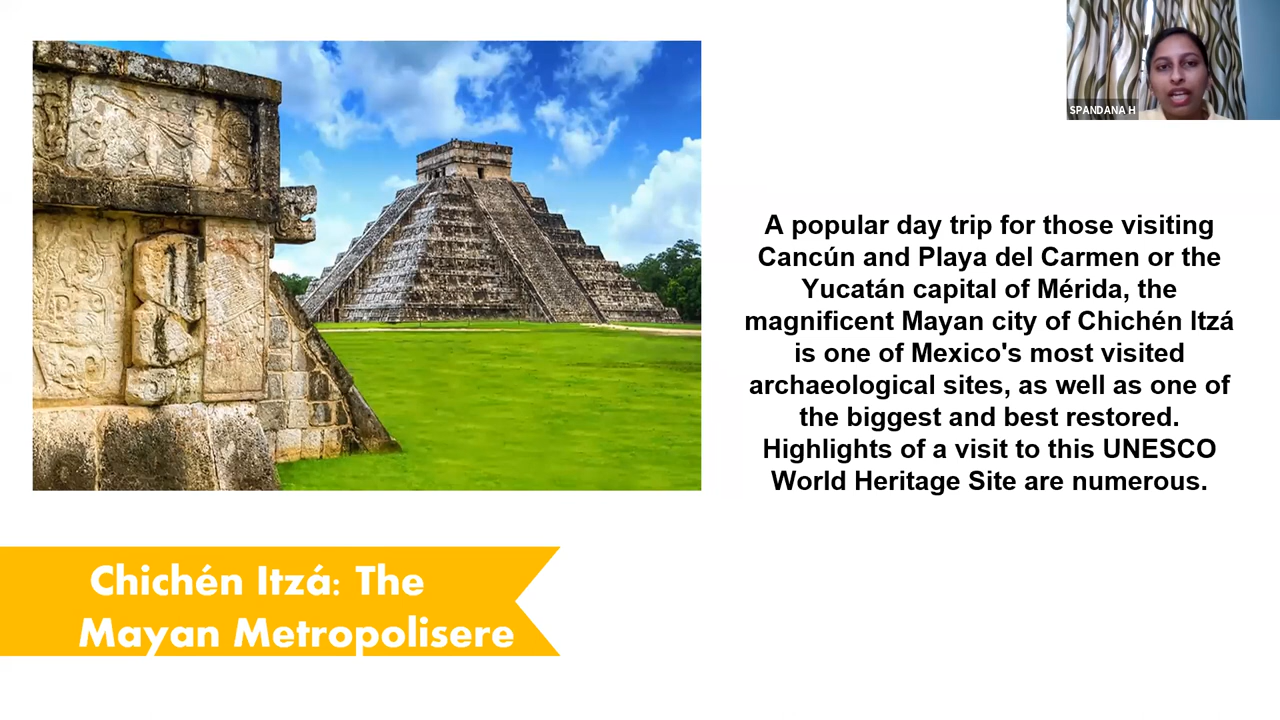 SPANDANA H
A popular day trip for those visiting
Cancún and Playa del Carmen or the
Yucatán capital of Mérida, the
magnificent Mayan city of Chichén Itzá
is one of Mexico's most visited
archaeological sites, as well as one of
the biggest and best restored.
Highlights of a visit to this UNESCO
World Heritage Site are numerous.
Chichén Itzá: The
Mayan Metropolisere